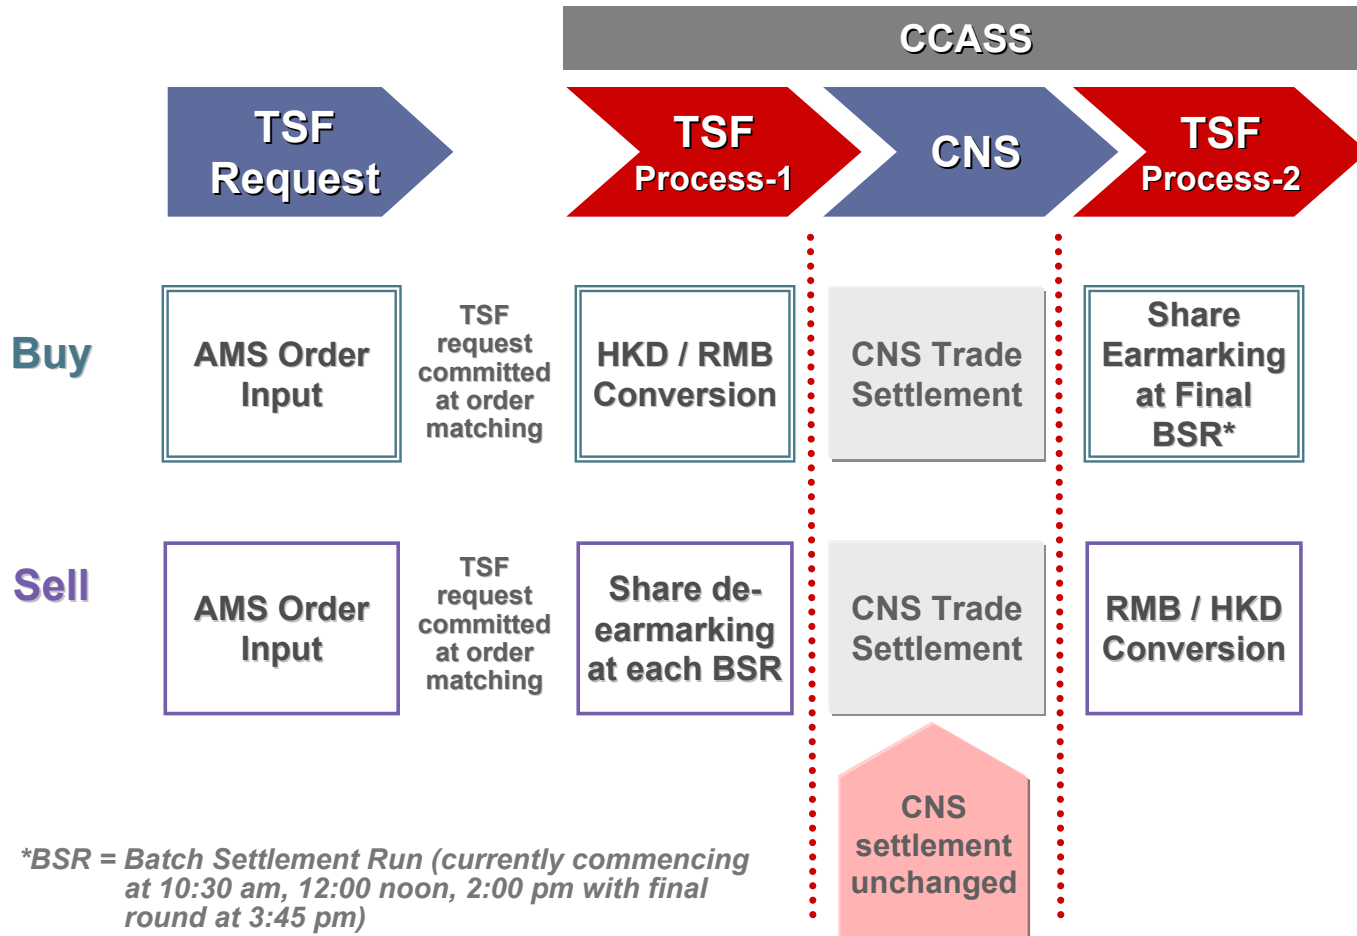 CCASS
TSF
Request
TSF
Process-1
CNS
TSF
Process-2
Buy
AMS Order
Input
TSF
request
committed
at order
matching
HKD / RMB
Conversion
CNS Trade
Settlement
Share
Earmarking
at Final
BSR*
Sell
AMS Order
Input
TSF
request
committed
at order
matching
Share de-
earmarking
at each BSR
CNS Trade
Settlement
RMB / HKD
Conversion
CNS
settlement
unchanged
*BSR = Batch Settlement Run (currently commencing
at 10:30 am, 12:00 noon, 2:00 pm with final
round at 3:45 pm)